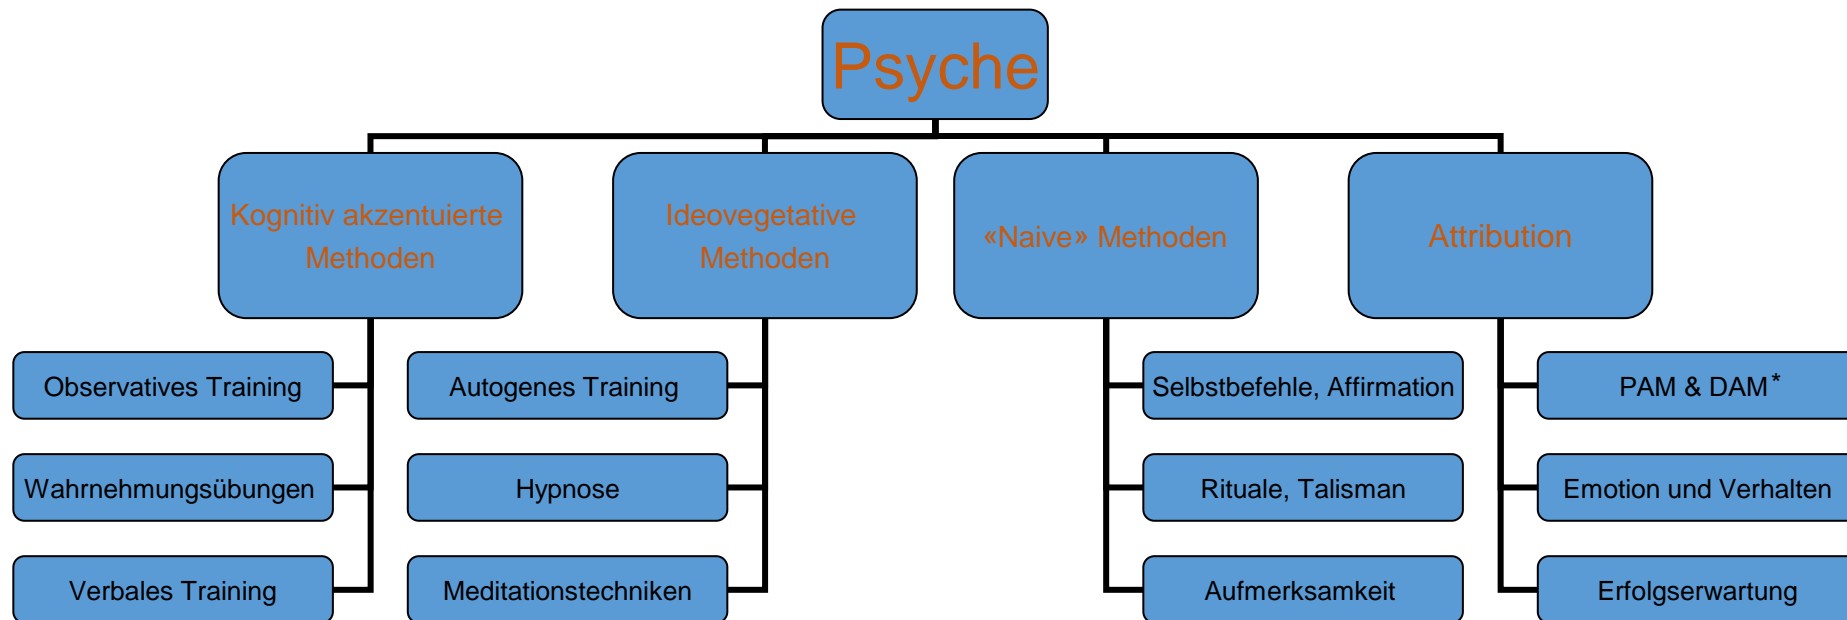 Psyche
Kognitiv akzentuierte
Methoden
Ideovegetative
Methoden
«Naive» Methoden
Attribution
Observatives Training
Autogenes Training
Selbstbefehle, Affirmation
PAM & DAM*
Wahrnehmungsübungen
Hypnose
Rituale, Talisman
Emotion und Verhalten
Verbales Training
Meditationstechniken
Aufmerksamkeit
Erfolgserwartung